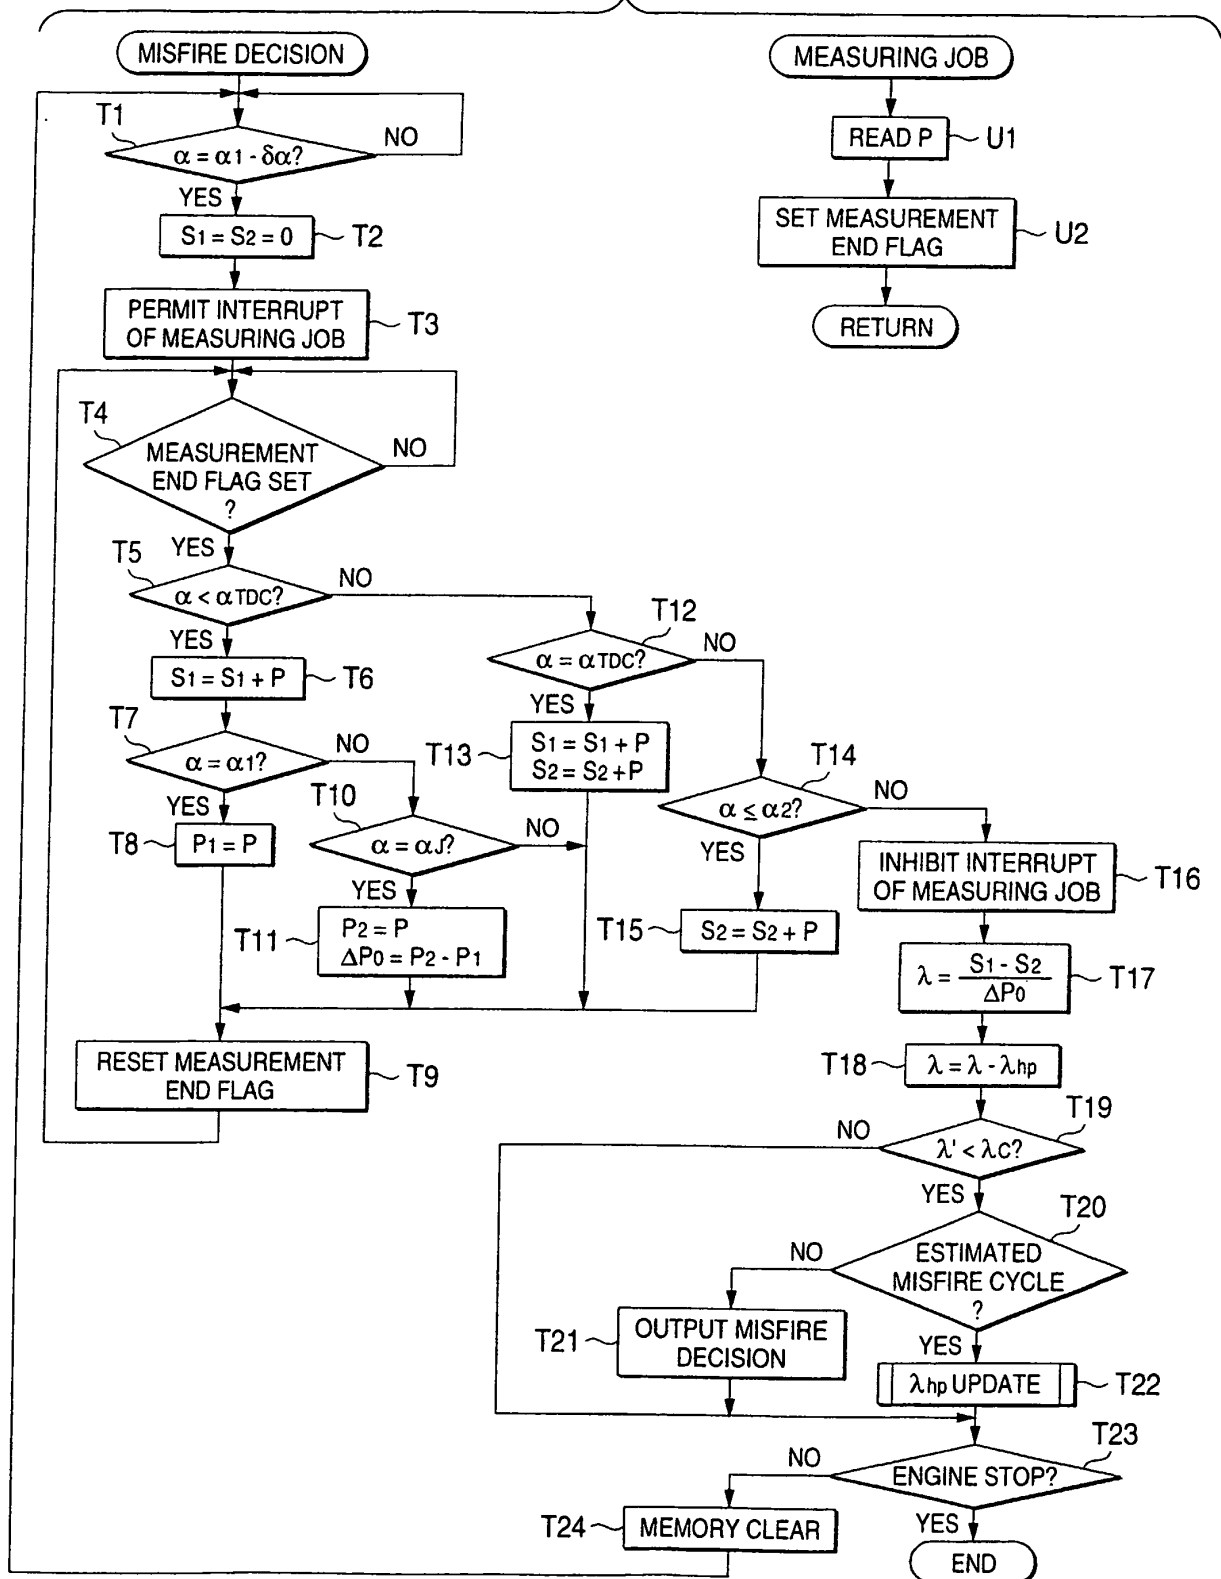 MISFIRE DECISION
T1
α = α1 - δα?
NO
YES
S1 = S2 = 0
T2
PERMIT INTERRUPT
OF MEASURING JOB
T3
T4
MEASUREMENT
END FLAG SET
?
NO
YES
T5
α < αTDC?
NO
YES
S1 = S1 + P
T6
T7
α = α1?
NO
YES
T8
P1 = P
T10
α = αJ?
NO
YES
T11
P2 = P
ΔP0 = P2 - P1
RESET MEASUREMENT
END FLAG
T9
T12
α = αTDC?
NO
YES
T13
S1 = S1 + P
S2 = S2 + P
T14
α ≤ α2?
NO
YES
T15
S2 = S2 + P
INHIBIT INTERRUPT
OF MEASURING JOB
T16
λ = S1 - S2 / ΔP0
T17
T18
λ = λ - λhp
T19
λ' < λC?
NO
YES
T20
ESTIMATED
MISFIRE CYCLE
?
NO
YES
T21
OUTPUT MISFIRE
DECISION
λhp UPDATE
T22
T23
ENGINE STOP?
NO
YES
T24
MEMORY CLEAR
END
MEASURING JOB
READ P
U1
SET MEASUREMENT
END FLAG
U2
RETURN